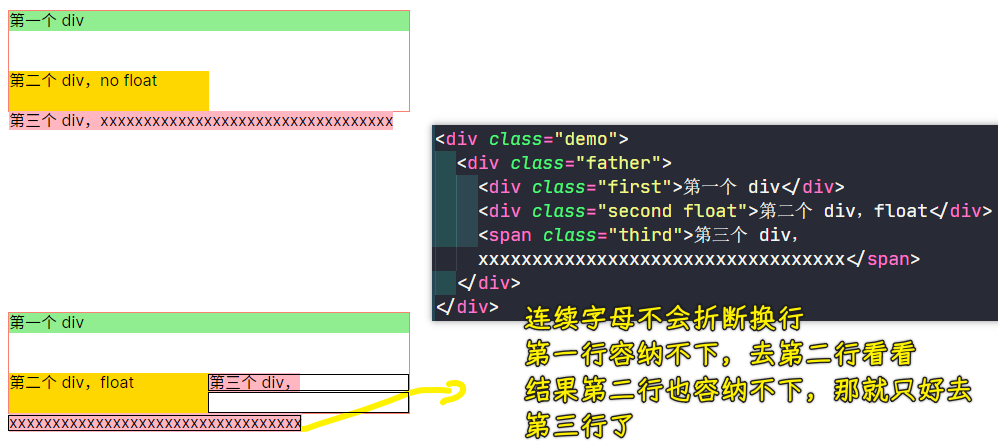 第一个 div
第二个 div，no float
第三个 div，xxxxxxxxxxxxxxxxxxxxxxxxxxxxxxxxxx
<div class="demo">
<div class="father">
<div class="first">第一个 div</div>
<div class="second float">第二个 div，float</div>
<span class="third">第三个 div，
xxxxxxxxxxxxxxxxxxxxxxxxxxxxxxxxxx</span>
</div>
</div>
第一个 div
第二个 div，float
第三个 div，
xxxxxxxxxxxxxxxxxxxxxxxxxxxxxxxxxx
连续字母不会折断换行
第一行容纳不下，去第二行看看
结果第二行也容纳不下，那就只好去
第三行了